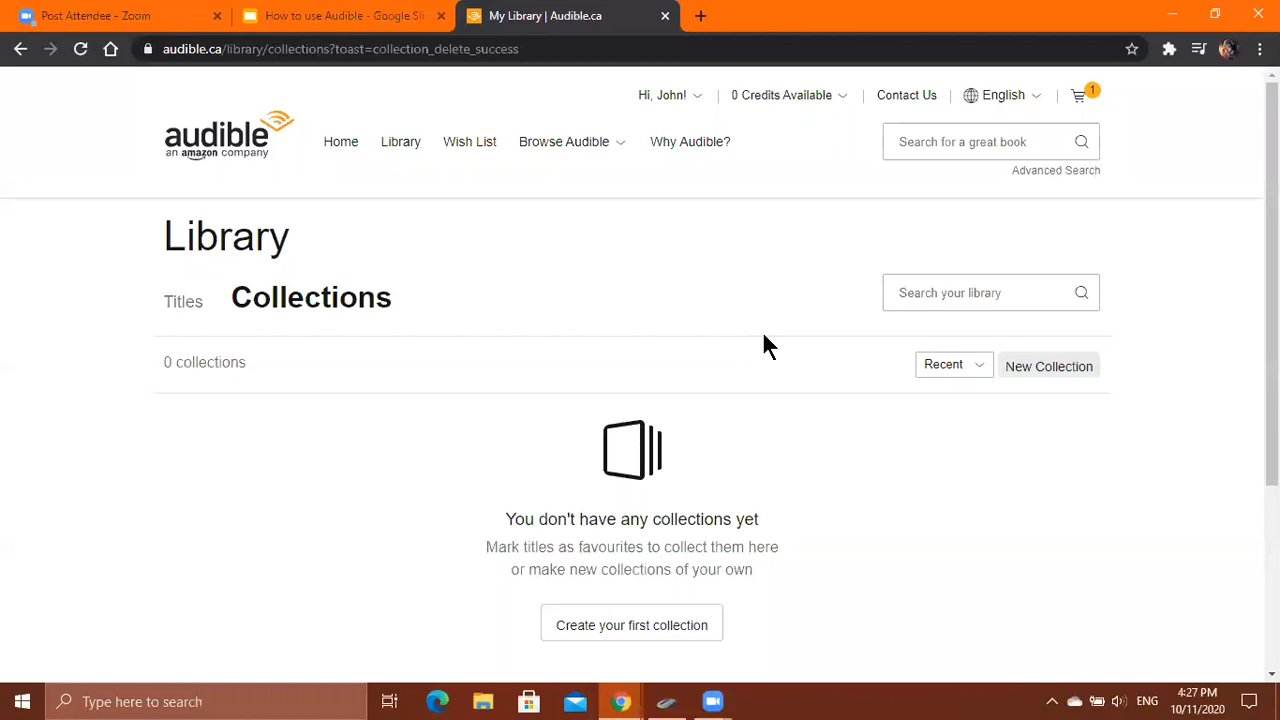 Post Attendee - Zoom
How to use Audible - Google Sli
My Library | Audible.ca
audible.ca/library/collections?toast=collection_delete_success
Hi, John!
0 Credits Available
Contact Us
English
1
audible
an amazon company
Home
Library
Wish List
Browse Audible
Why Audible?
Search for a great book
Advanced Search
Library
Titles
Collections
Search your library
0 collections
Recent
New Collection
You don't have any collections yet
Mark titles as favourites to collect them here
or make new collections of your own
Create your first collection
Type here to search
ENG
4:27 PM
10/11/2020